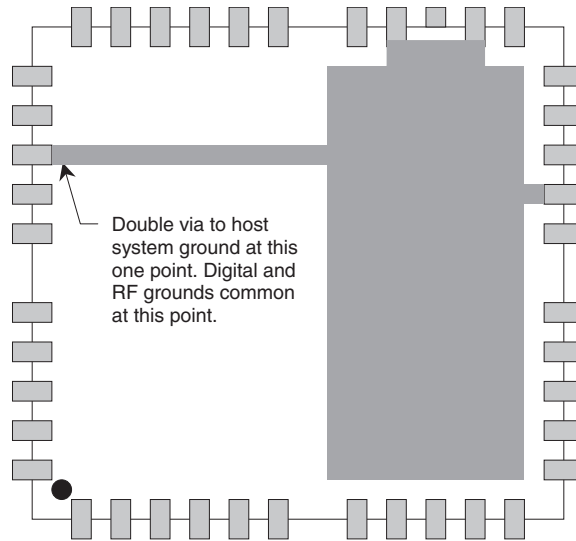 Double via to host
system ground at this
one point. Digital and
RF grounds common
at this point.